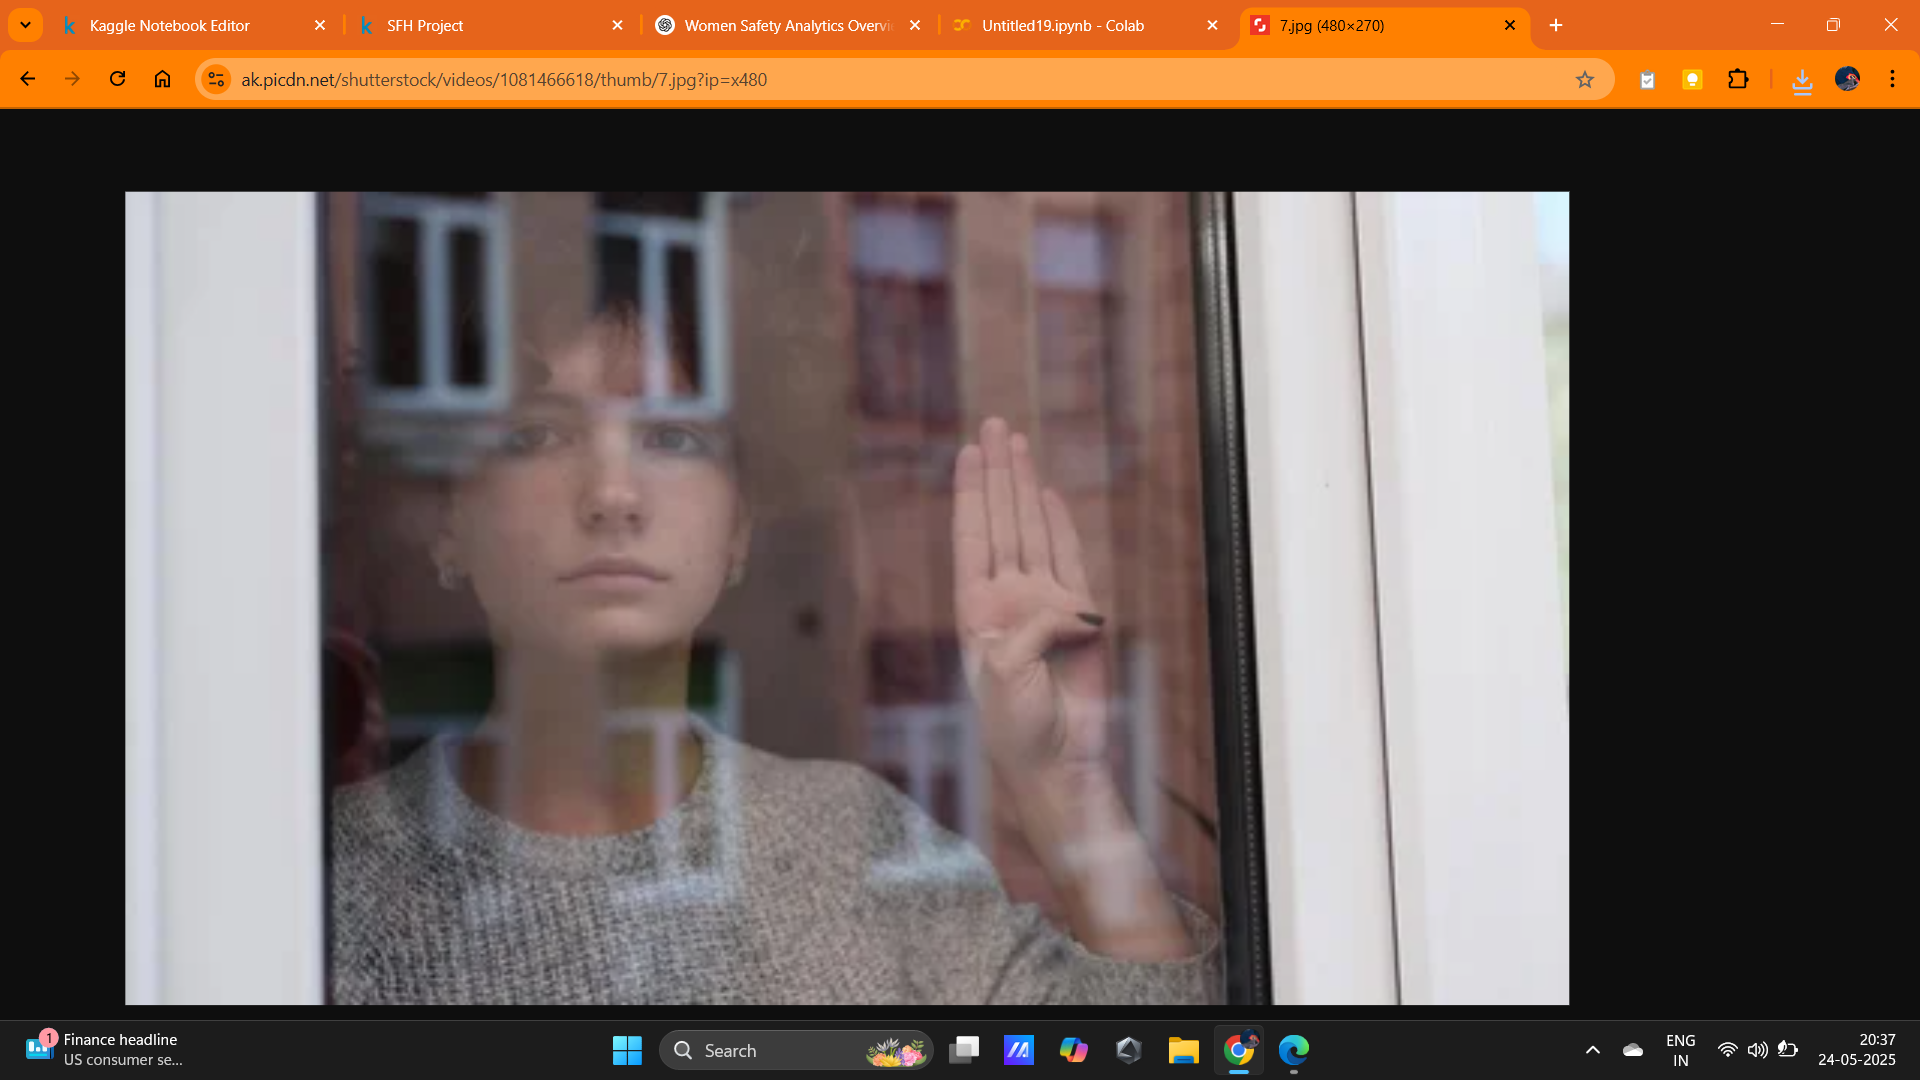 Kaggle Notebook Editor
SFH Project
Women Safety Analytics Overvi
Untitled19.ipynb - Colab
7.jpg (480×270)
ak.picdn.net/shutterstock/videos/1081466618/thumb/7.jpg?ip=x480
1
Finance headline
US consumer se...
Search
ENG
IN
20:37
24-05-2025